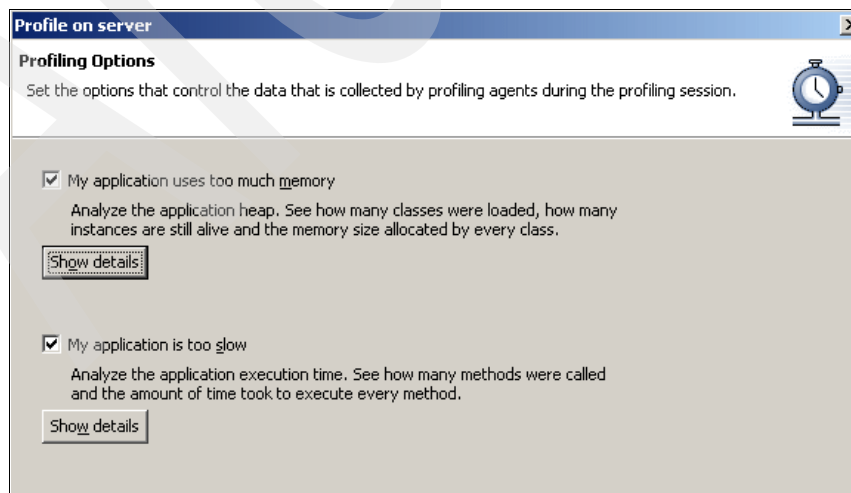 Profile on server
Profiling Options
Set the options that control the data that is collected by profiling agents during the profiling session.
My application uses too much memory
Analyze the application heap. See how many classes were loaded, how many
instances are still alive and the memory size allocated by every class.
Show details
My application is too slow
Analyze the application execution time. See how many methods were called
and the amount of time took to execute every method.
Show details